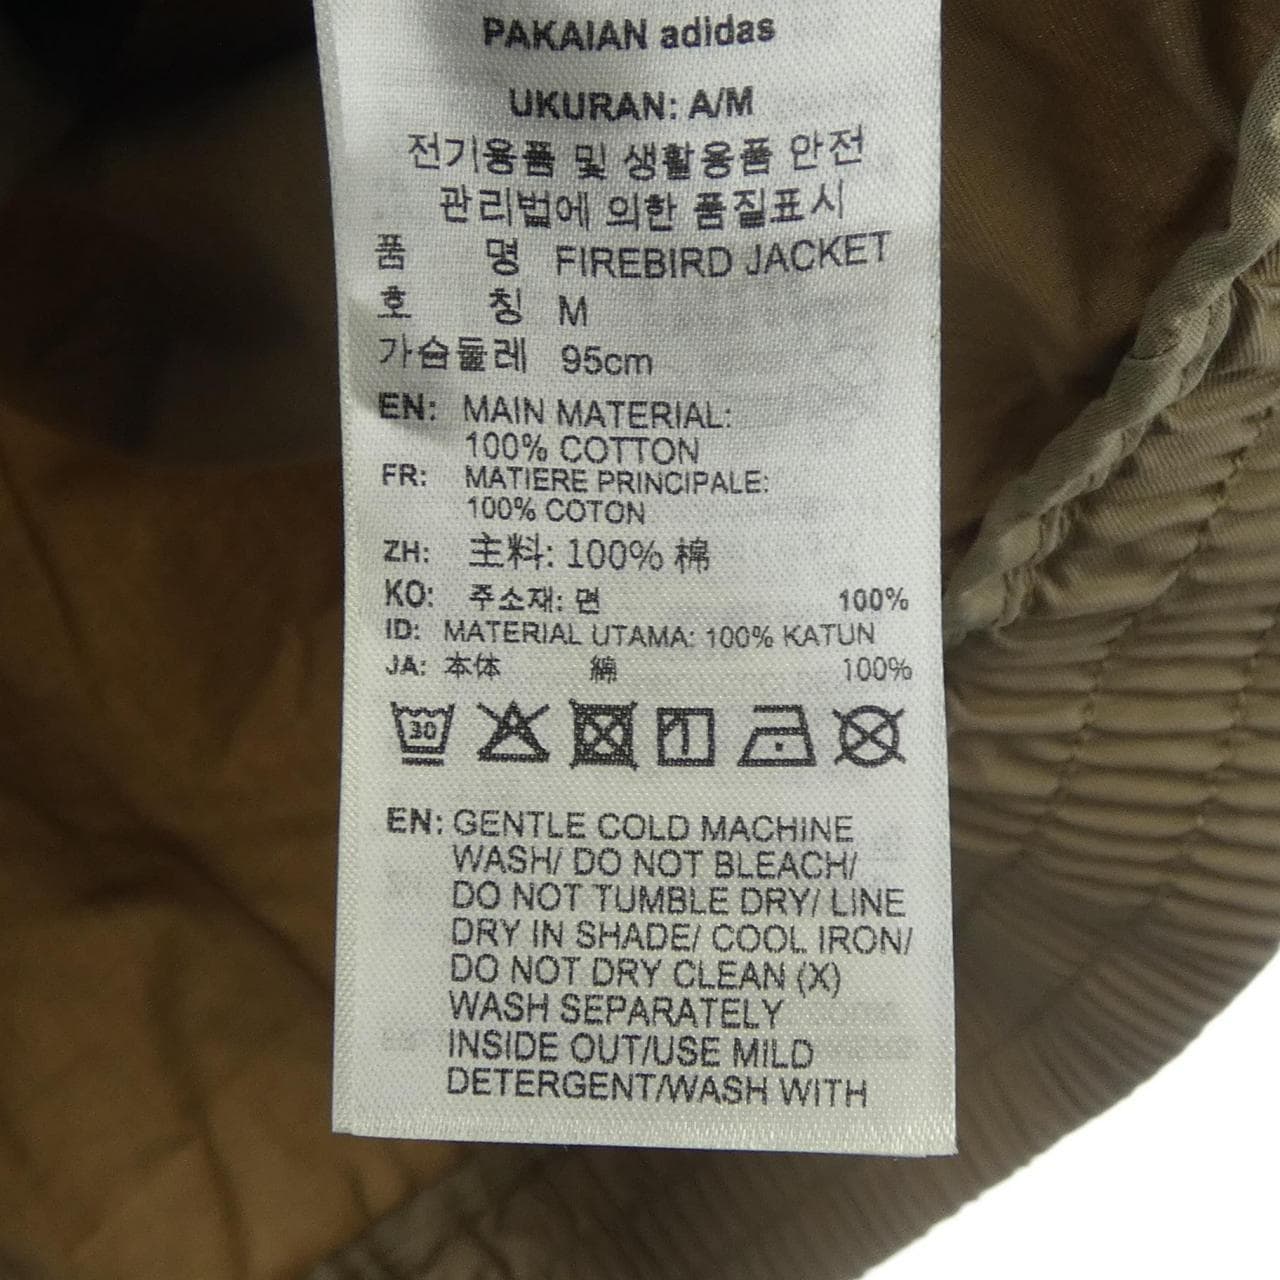 PAKAIAN adidas
UKURAN: A/M
전기용품 및 생활용품 안전
관리법에 의한 품질표시
품 명 FIREBIRD JACKET
호 칭 M
가슴둘레 95cm
EN: MAIN MATERIAL:
100% COTTON
FR: MATIERE PRINCIPALE:
100% COTON
ZH: 主料: 100% 棉
KO: 주소재: 면 100%
ID: MATERIAL UTAMA: 100% KATUN
JA: 本体 綿 100%
30
EN: GENTLE COLD MACHINE
WASH/ DO NOT BLEACH/
DO NOT TUMBLE DRY/ LINE
DRY IN SHADE/ COOL IRON/
DO NOT DRY CLEAN (X)
WASH SEPARATELY
INSIDE OUT/USE MILD
DETERGENT/WASH WITH